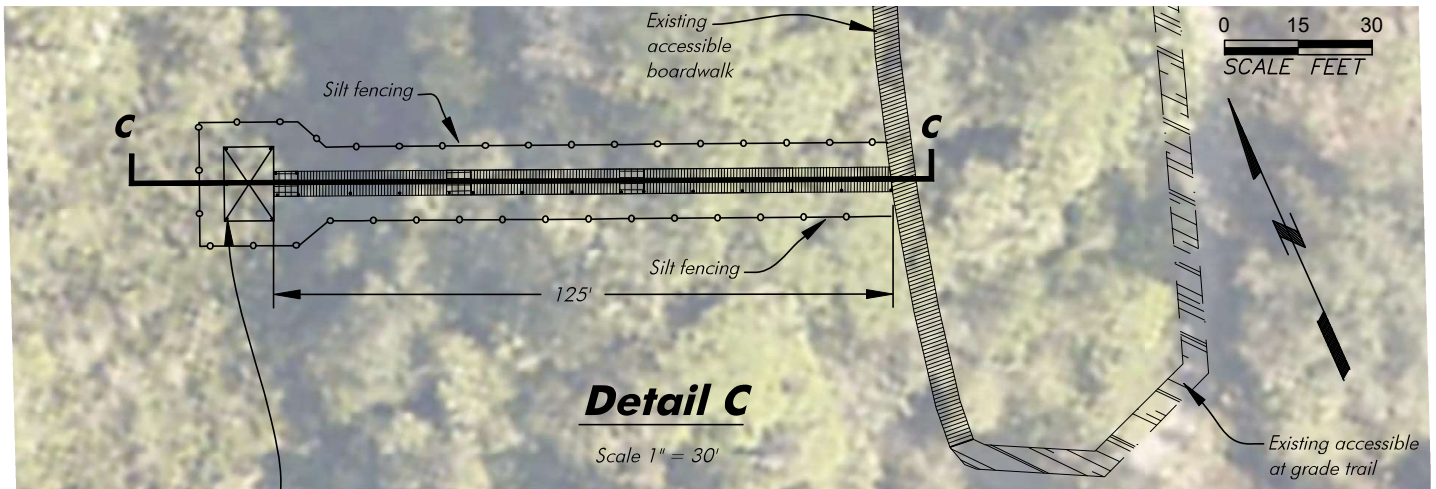 Existing
accessible
boardwalk
0 15 30
SCALE FEET
Silt fencing
C
C
Silt fencing
125'
Detail C
Scale 1" = 30'
Existing accessible
at grade trail